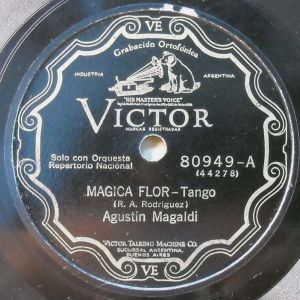 VE
Grabación Ortofónica
INDUSTRIA ARGENTINA
"HIS MASTER'S VOICE"
VICTOR
MARCAS REGISTRADAS
Solo con Orquesta
Repertorio Nacional
80949-A
(44278)
MAGICA FLOR-Tango
(R. A. Rodriguez)
Agustin Magaldi
VICTOR TALKING MACHINE CO.
SUCURSAL ARGENTINA
BUENOS AIRES
VE